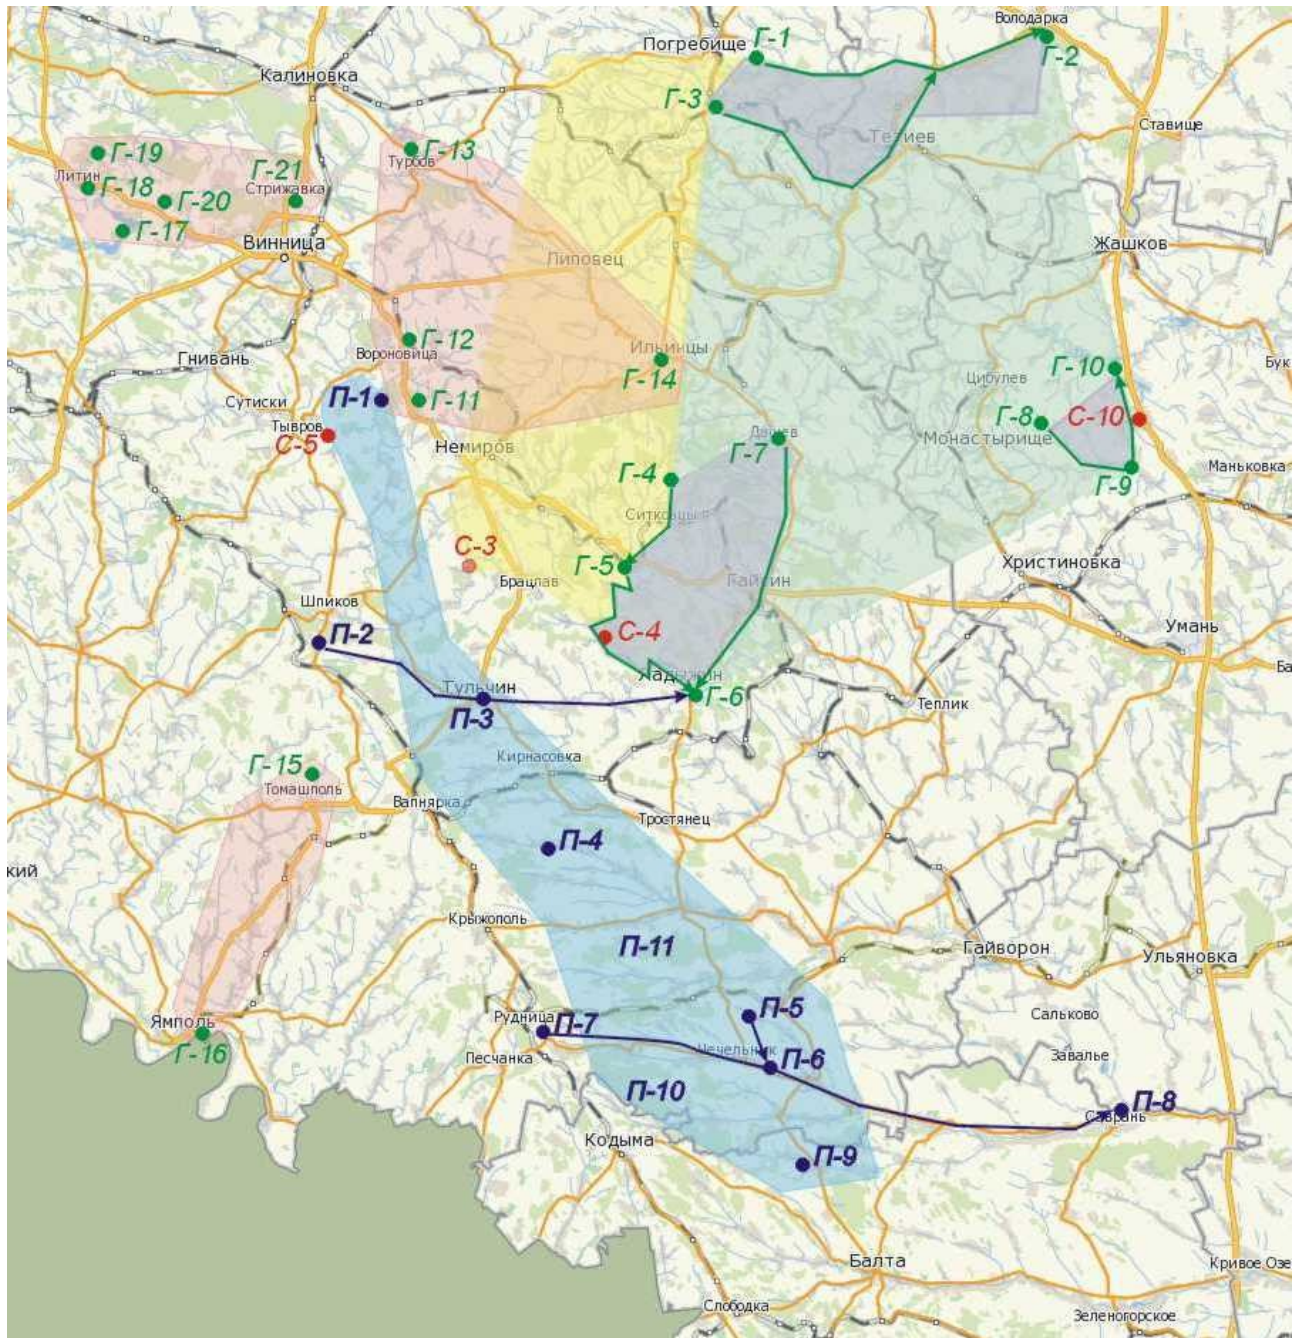 Володарка
Погребище
Г-1
Г-2
Калиновка
Г-3
Ставище
Тетиев
Г-19
Г-13
Турбов
Литин
Г-18
Г-21
Стрижавка
Г-20
Г-17
Винница
Жашков
Липовец
Г-12
Вороновица
Ильинцы
Гнивань
Г-14
Г-10
Бук
Цибулев
Сутиски
П-1
Г-11
Тывров
С-5
Г-8
С-10
Дашев
Монастырище
Немиров
Г-7
Маньковка
Г-4
Г-9
Ситковцы
С-3
Г-5
Брацлав
Гайсин
Христиновка
Шпиков
П-2
С-4
Умань
Ба
Ладыжин
Тульчин
Г-6
П-3
Теплик
Кирнасовка
Г-15
Томашполь
Вапнярка
Тростянец
П-4
кий
Крыжополь
П-11
Гайворон
Ульяновка
П-5
Сальково
Ямполь
Рудница
П-7
Г-16
Песчанка
Чечельник
Завалье
П-6
П-10
П-8
Саврань
Кодыма
П-9
Балта
Кривое Озе
Слободка
Зеленогорское